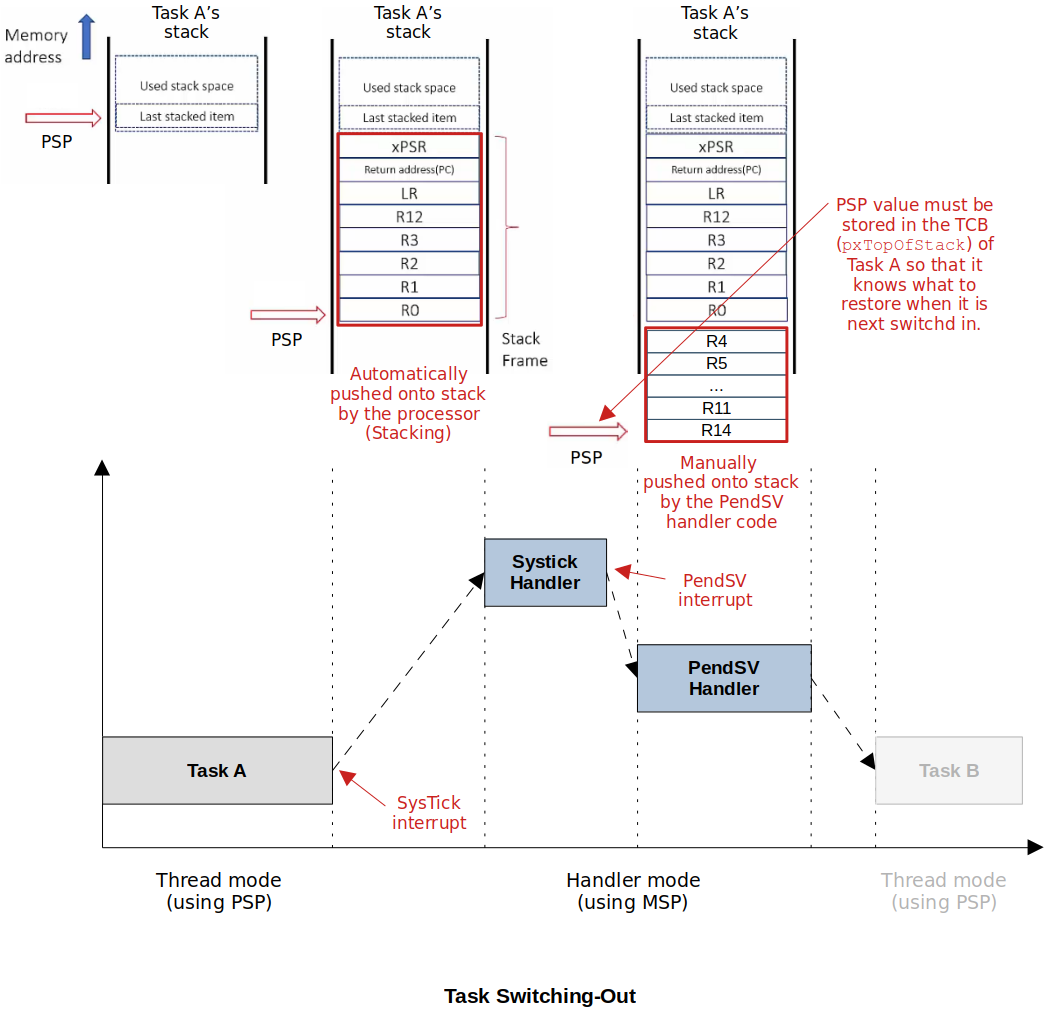 Memory
address
Task A's
stack
Used stack space
Last stacked item
PSP
Task A's
stack
Used stack space
Last stacked item
xPSR
Return address(PC)
LR
R12
R3
R2
R1
R0
PSP
Stack
Frame
Automatically
pushed onto stack
by the processor
(Stacking)
Task A's
stack
Used stack space
Last stacked item
xPSR
Return address(PC)
LR
R12
R3
R2
R1
R0
R4
R5
...
R11
R14
PSP
PSP value must be
stored in the TCB
(pxTopOfStack) of
Task A so that it
knows what to
restore when it is
next switchd in.
Manually
pushed onto stack
by the PendSV
handler code
Systick
Handler
PendSV
interrupt
PendSV
Handler
Task A
SysTick
interrupt
Task B
Thread mode
(using PSP)
Handler mode
(using MSP)
Thread mode
(using PSP)
Task Switching-Out